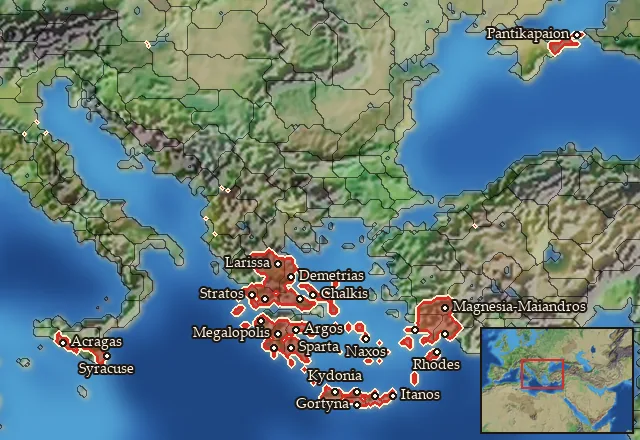 Pantikapaion
Larissa
Demetrias
Stratos
Chalkis
Magnesia-Maiandros
Megalopolis
Argos
Sparta
Naxos
Acragas
Syracuse
Rhodes
Kydonia
Itanos
Gortyna